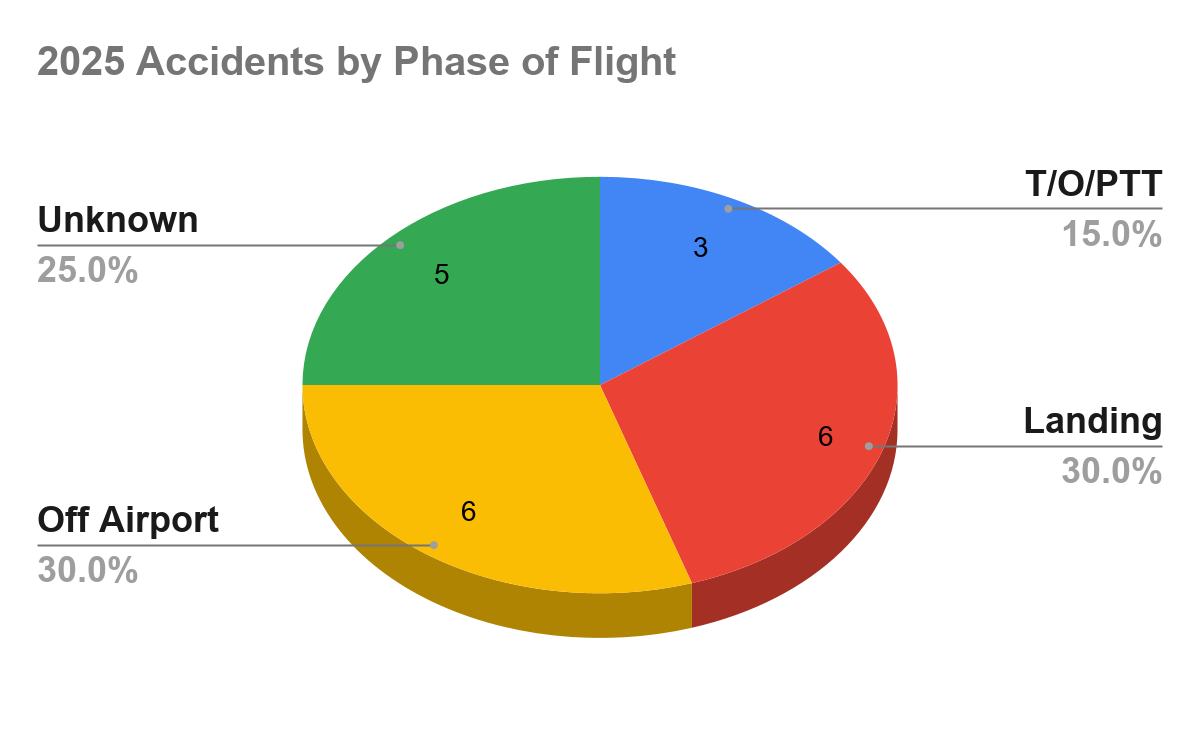 2025 Accidents by Phase of Flight
T/O/PTT
15.0%
Unknown
25.0%
3
5
Landing
30.0%
6
Off Airport
30.0%
6